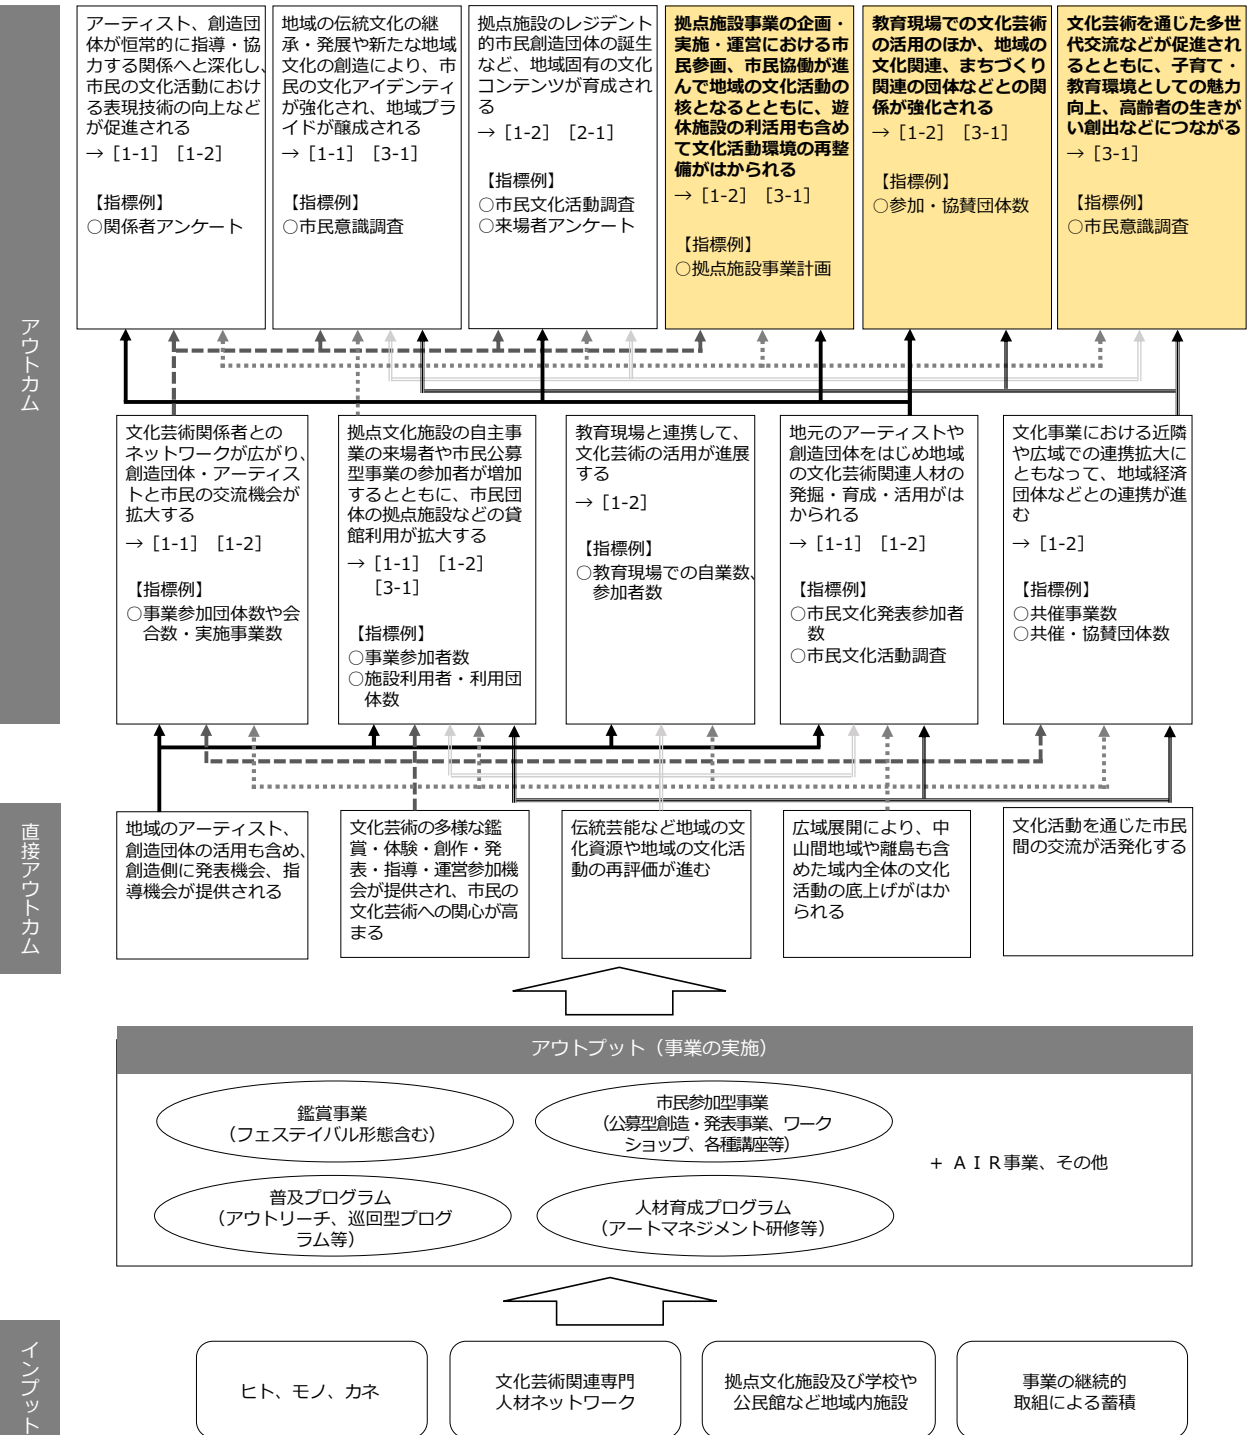 アウトカム
アーティスト、創造団
体が恒常的に指導・協
力する関係へと深化し、
市民の文化活動におけ
る表現技術の向上など
が促進される
→［1-1］［1-2］
【指標例】
○関係者アンケート
地域の伝統文化の継
承・発展や新たな地域
文化の創造により、市
民の文化アイデンティ
が強化され、地域プラ
イドが醸成される
→［1-1］［3-1］
【指標例】
○市民意識調査
拠点施設のレジデント
的市民創造団体の誕生
など、地域固有の文化
コンテンツが育成され
る
→［1-2］［2-1］
【指標例】
○市民文化活動調査
○来場者アンケート
拠点施設事業の企画・
実施・運営における市
民参画、市民協働が進
んで地域の文化活動の
核となるとともに、遊
休施設の利活用も含め
て文化活動環境の再整
備がはかられる
→［1-2］［3-1］
【指標例】
○拠点施設事業計画
教育現場での文化芸術
の活用のほか、地域の
文化関連、まちづくり
関連の団体などとの関
係が強化される
→［1-2］［3-1］
【指標例】
○参加・協賛団体数
文化芸術を通じた多世
代交流などが促進され
るとともに、子育て・
教育環境としての魅力
向上、高齢者の生きが
い創出などにつながる
→［3-1］
【指標例】
○市民意識調査
文化芸術関係者との
ネットワークが広がり、
創造団体・アーティス
トと市民の交流機会が
拡大する
→［1-1］［1-2］
【指標例】
○事業参加団体数や会
合数・実施事業数
拠点文化施設の自主事
業の来場者や市民公募
型事業の参加者が増加
するとともに、市民団
体の拠点施設などの貸
館利用が拡大する
→［1-1］［1-2］
［3-1］
【指標例】
○事業参加者数
○施設利用者・利用団
体数
教育現場と連携して、
文化芸術の活用が進展
する
→［1-2］
【指標例】
○教育現場での自業数、
参加者数
地元のアーティストや
創造団体をはじめ地域
の文化芸術関連人材の
発掘・育成・活用がは
かられる
→［1-1］［1-2］
【指標例】
○市民文化発表参加者
数
○市民文化活動調査
文化事業における近隣
や広域での連携拡大に
ともなって、地域経済
団体などとの連携が進
む
→［1-2］
【指標例】
○共催事業数
○共催・協賛団体数
直接アウトカム
地域のアーティスト、
創造団体の活用も含め、
創造側に発表機会、指
導機会が提供される
文化芸術の多様な鑑
賞・体験・創作・発
表・指導・運営参加機
会が提供され、市民の
文化芸術への関心が高
まる
伝統芸能など地域の文
化資源や地域の文化活
動の再評価が進む
広域展開により、中
山間地域や離島も含
めた域内全体の文化
活動の底上げがはか
られる
文化活動を通じた市民
間の交流が活発化する
アウトプット（事業の実施）
鑑賞事業
（フェステイバル形態含む）
市民参加型事業
（公募型創造・発表事業、ワーク
ショップ、各種講座等）
普及プログラム
（アウトリーチ、巡回型プログ
ラム等）
人材育成プログラム
（アートマネジメント研修等）
+ ＡＩＲ事業、その他
インプット
ヒト、モノ、カネ
文化芸術関連専門
人材ネットワーク
拠点文化施設及び学校や
公民館など地域内施設
事業の継続的
取組による蓄積